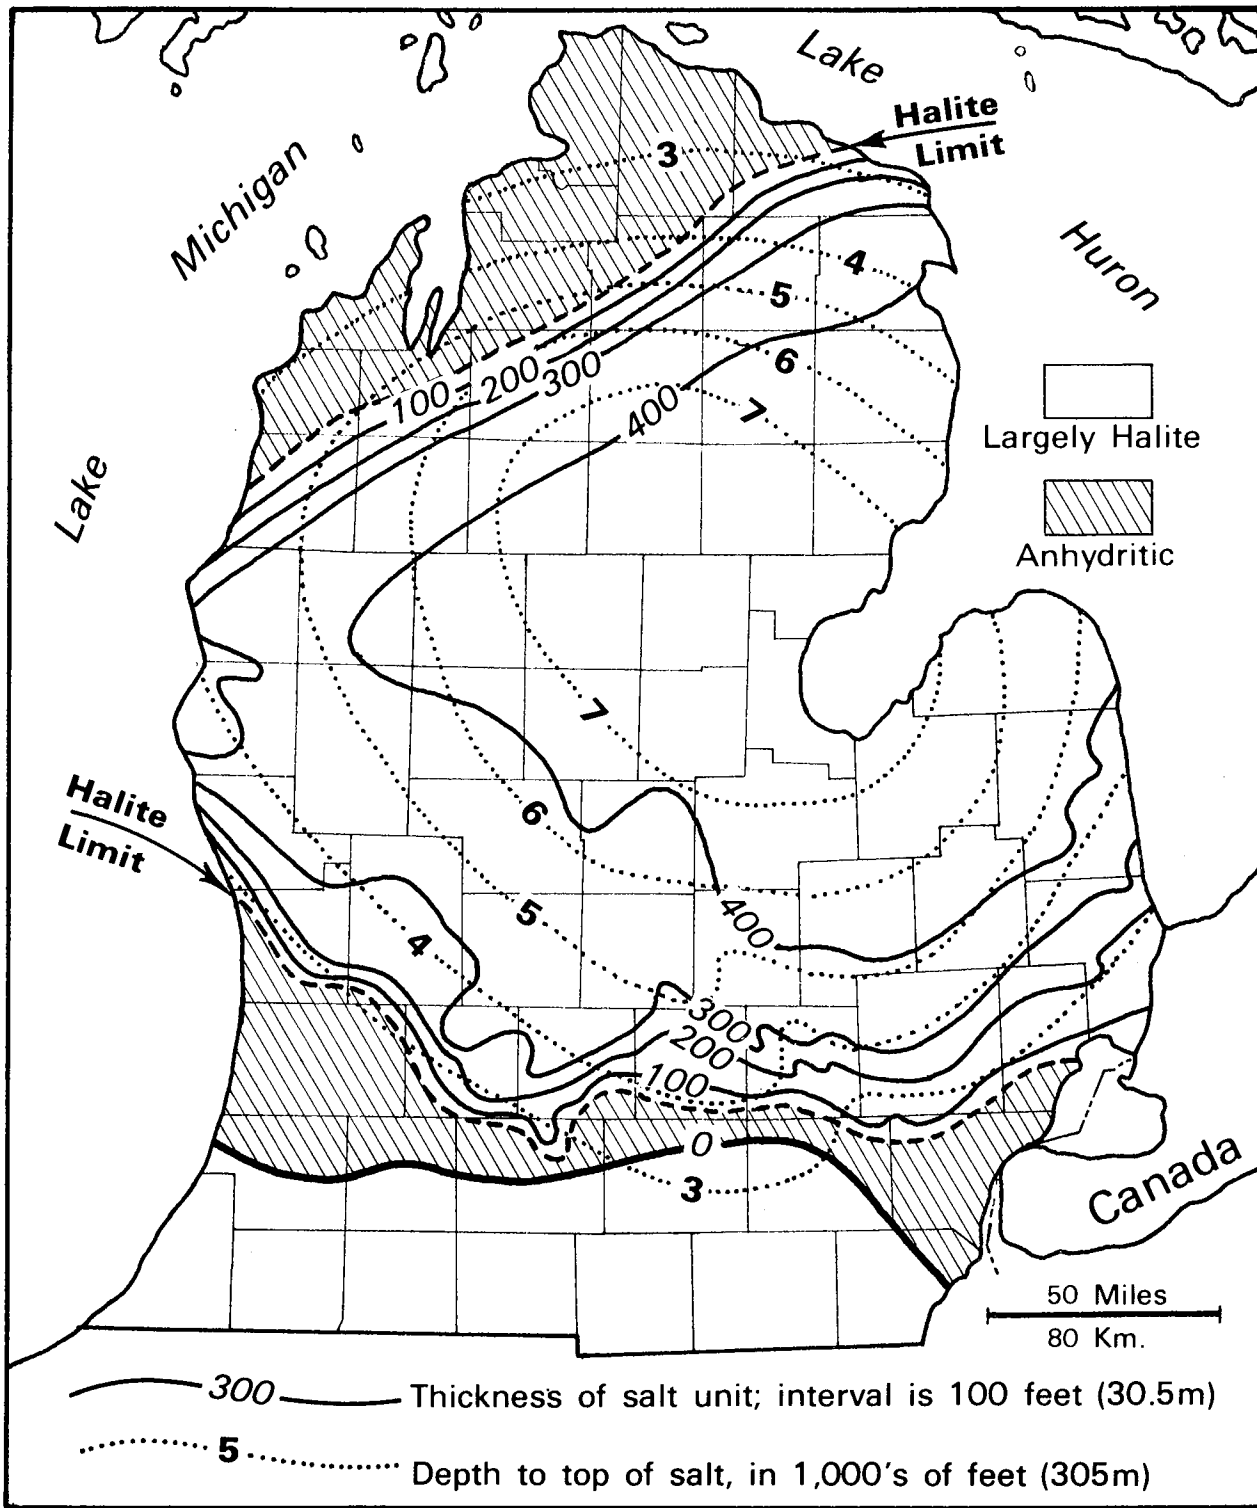 Lake
Halite
Limit
3
Michigan
Huron
4
5
6
100
200
300
400
7
Largely Halite
Lake
Anhydritic
7
Halite
Limit
6
5
4
400
300
200
100
0
3
Canada
50 Miles
80 Km.
300 Thickness of salt unit; interval is 100 feet (30.5m)
5 Depth to top of salt, in 1,000's of feet (305m)